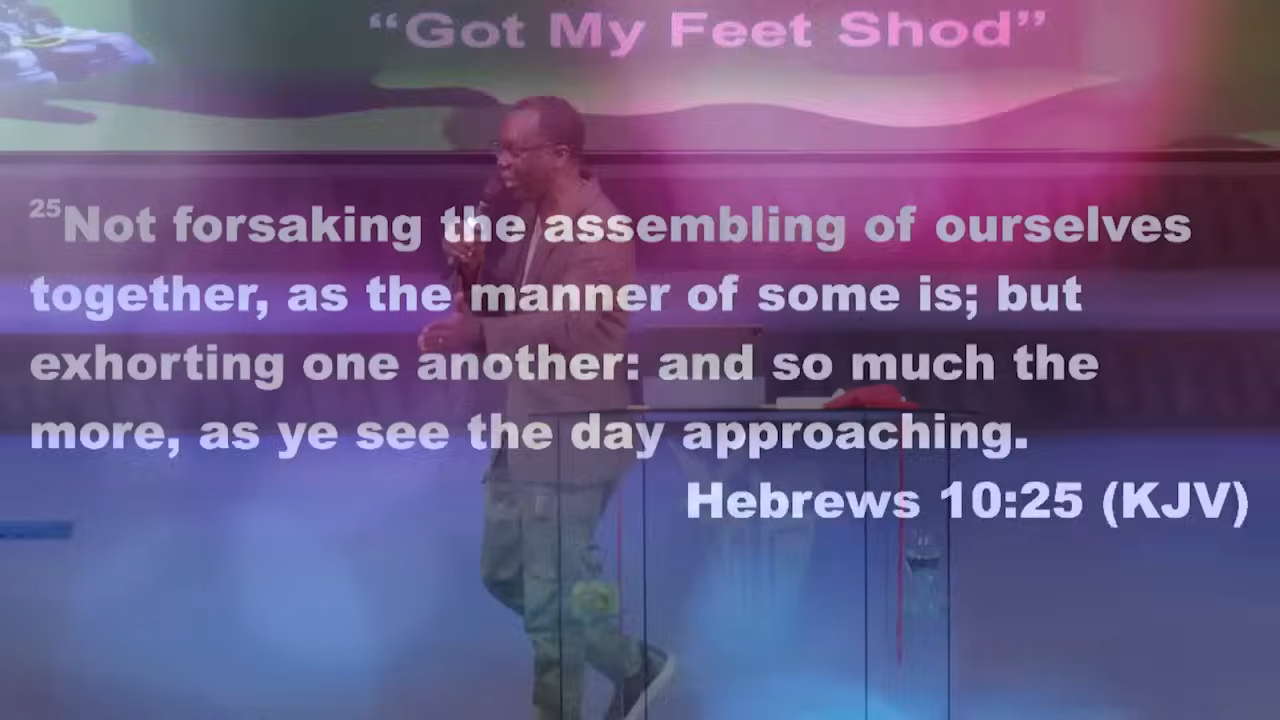 “Got My Feet Shod”
25Not forsaking the assembling of ourselves
together, as the manner of some is; but
exhorting one another: and so much the
more, as ye see the day approaching.
Hebrews 10:25 (KJV)